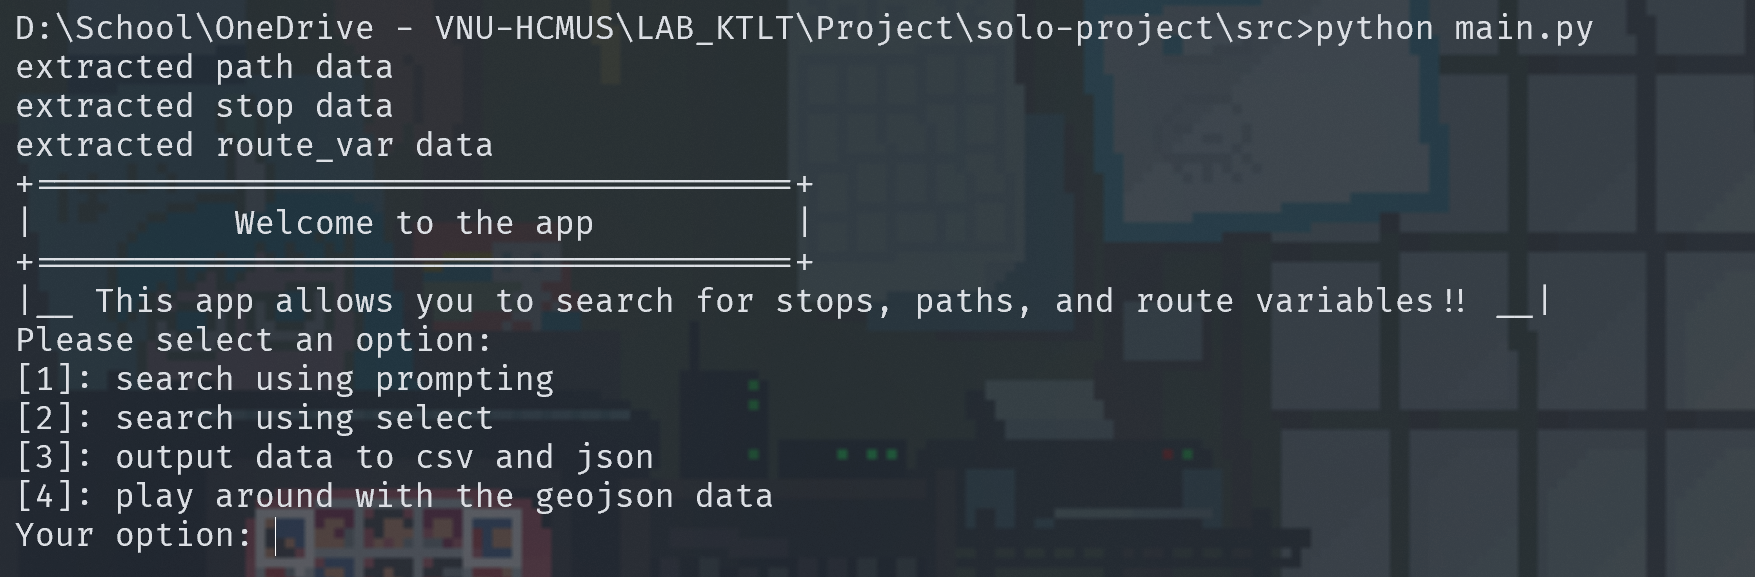 D:\School\OneDrive - VNU-HCMUS\LAB_KTLT\Project\solo-project\src>python main.py
extracted path data
extracted stop data
extracted route_var data
+======================================+
|          Welcome to the app          |
+======================================+
|__ This app allows you to search for stops, paths, and route variables!! __|
Please select an option:
[1]: search using prompting
[2]: search using select
[3]: output data to csv and json
[4]: play around with the geojson data
Your option: